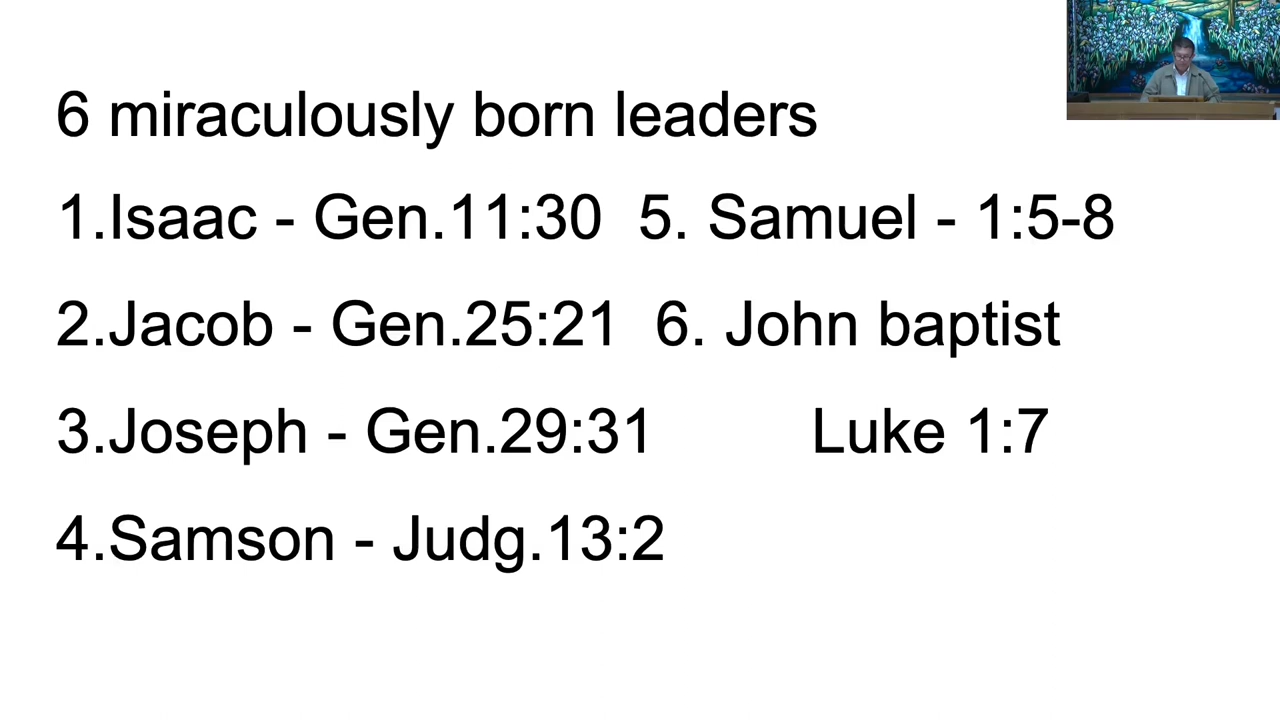 6 miraculously born leaders
1.Isaac - Gen.11:30 5. Samuel - 1:5-8
2.Jacob - Gen.25:21 6. John baptist
3.Joseph - Gen.29:31 Luke 1:7
4.Samson - Judg.13:2